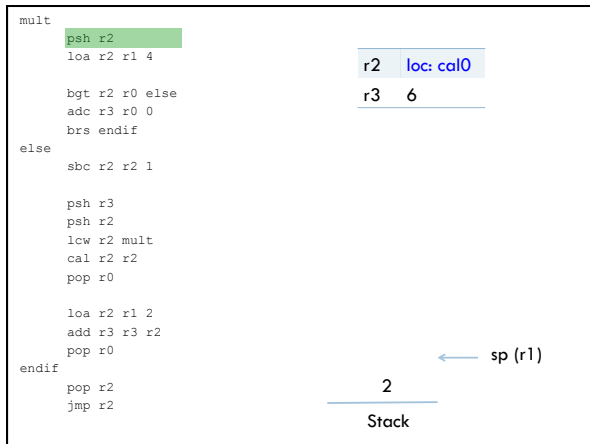 mult
psh r2
loa r2 r1 4
bgt r2 r0 else
adc r3 r0 0
brs endif
else
sbc r2 r2 1
psh r3
psh r2
lcw r2 mult
cal r2 r2
pop r0
loa r2 r1 2
add r3 r3 r2
pop r0
endif
pop r2
jmp r2
r2 loc: cal0
r3 6
sp (r1)
2
Stack